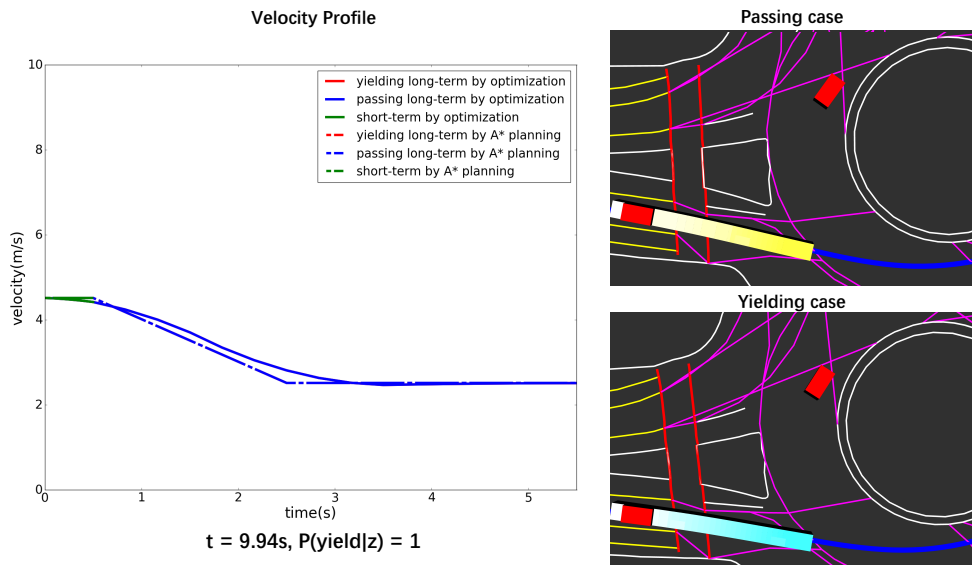 Velocity Profile
10
8
6
4
2
0
velocity(m/s)
yielding long-term by optimization
passing long-term by optimization
short-term by optimization
yielding long-term by A* planning
passing long-term by A* planning
short-term by A* planning
0 1 2 3 4 5
time(s)
t = 9.94s, P(yield|z) = 1
Passing case
Yielding case